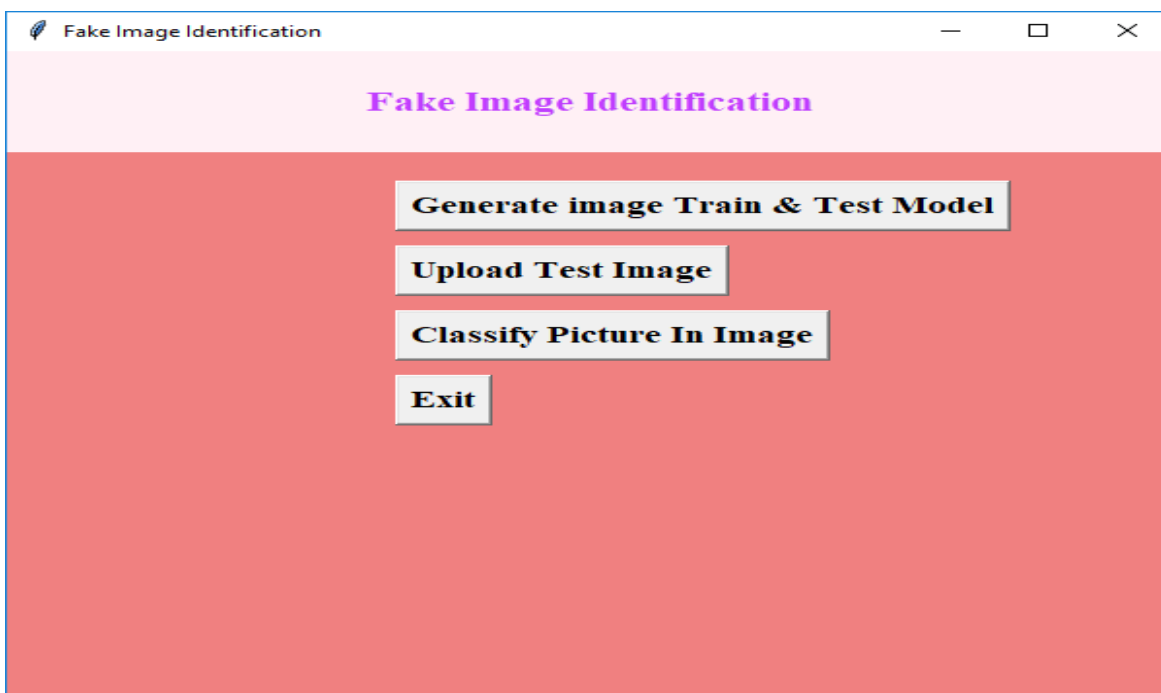 Fake Image Identification
Fake Image Identification
Generate image Train & Test Model
Upload Test Image
Classify Picture In Image
Exit